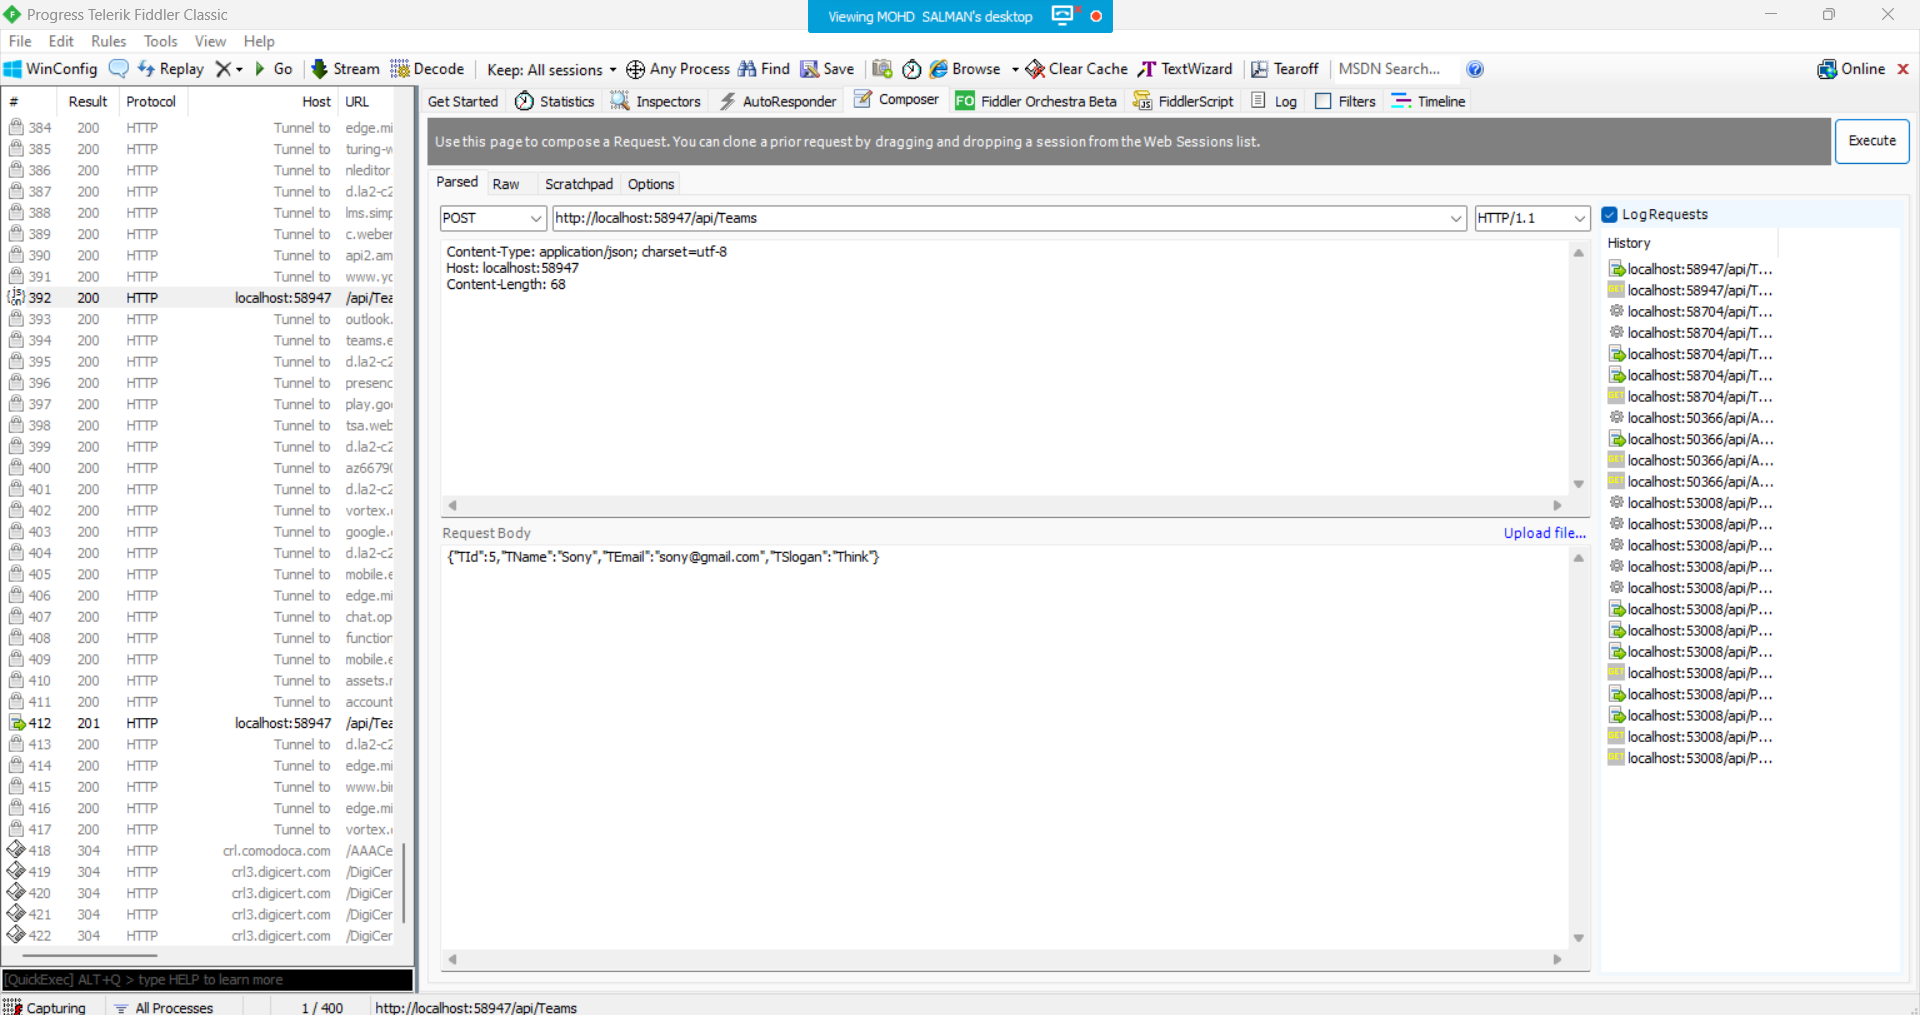 Progress Telerik Fiddler Classic
Viewing MOHD SALMAN's desktop
File Edit Rules Tools View Help
WinConfig Replay Go Stream Decode Keep: All sessions Any Process Find Save Browse Clear Cache TextWizard Tearoff MSDN Search... Online
# Result Protocol Host URL
Get Started Statistics Inspectors AutoResponder Composer Fiddler Orchestra Beta FiddlerScript Log Filters Timeline
384 200 HTTP Tunnel to edge.mi
385 200 HTTP Tunnel to turing-w
386 200 HTTP Tunnel to nleditor
387 200 HTTP Tunnel to d.la2-c2
388 200 HTTP Tunnel to lms.simp
389 200 HTTP Tunnel to c.weber
390 200 HTTP Tunnel to api2.am
391 200 HTTP Tunnel to www.yo
392 200 HTTP localhost:58947 /api/Tea
393 200 HTTP Tunnel to outlook.
394 200 HTTP Tunnel to teams.e
395 200 HTTP Tunnel to d.la2-c2
396 200 HTTP Tunnel to presenc
397 200 HTTP Tunnel to play.goo
398 200 HTTP Tunnel to tsa.web
399 200 HTTP Tunnel to d.la2-c2
400 200 HTTP Tunnel to az66790
401 200 HTTP Tunnel to d.la2-c2
402 200 HTTP Tunnel to vortex.
403 200 HTTP Tunnel to google.
404 200 HTTP Tunnel to d.la2-c2
405 200 HTTP Tunnel to mobile.e
406 200 HTTP Tunnel to edge.mi
407 200 HTTP Tunnel to chat.op
408 200 HTTP Tunnel to function
409 200 HTTP Tunnel to mobile.e
410 200 HTTP Tunnel to assets.r
411 200 HTTP Tunnel to account
412 201 HTTP localhost:58947 /api/Tea
413 200 HTTP Tunnel to d.la2-c2
414 200 HTTP Tunnel to edge.mi
415 200 HTTP Tunnel to www.bin
416 200 HTTP Tunnel to edge.mi
417 200 HTTP Tunnel to vortex.
418 304 HTTP crl.comodoca.com /AAACe
419 304 HTTP crl3.digicert.com /DigiCer
420 304 HTTP crl3.digicert.com /DigiCer
421 304 HTTP crl3.digicert.com /DigiCer
422 304 HTTP crl3.digicert.com /DigiCer
[QuickExec] ALT+Q > type HELP to learn more
Capturing All Processes 1 / 400 http://localhost:58947/api/Teams
Use this page to compose a Request. You can clone a prior request by dragging and dropping a session from the Web Sessions list.
Execute
Parsed Raw Scratchpad Options
POST http://localhost:58947/api/Teams HTTP/1.1
Content-Type: application/json; charset=utf-8
Host: localhost:58947
Content-Length: 68
Request Body Upload file...
{"TId":5,"TName":"Sony","TEmail":"sony@gmail.com","TSlogan":"Think"}
Log Requests
History
localhost:58947/api/T...
GET localhost:58947/api/T...
localhost:58704/api/T...
localhost:58704/api/T...
localhost:58704/api/T...
localhost:58704/api/T...
GET localhost:58704/api/T...
localhost:50366/api/A...
localhost:50366/api/A...
GET localhost:50366/api/A...
GET localhost:50366/api/A...
localhost:53008/api/P...
localhost:53008/api/P...
localhost:53008/api/P...
localhost:53008/api/P...
localhost:53008/api/P...
localhost:53008/api/P...
localhost:53008/api/P...
localhost:53008/api/P...
GET localhost:53008/api/P...
localhost:53008/api/P...
localhost:53008/api/P...
GET localhost:53008/api/P...
GET localhost:53008/api/P...